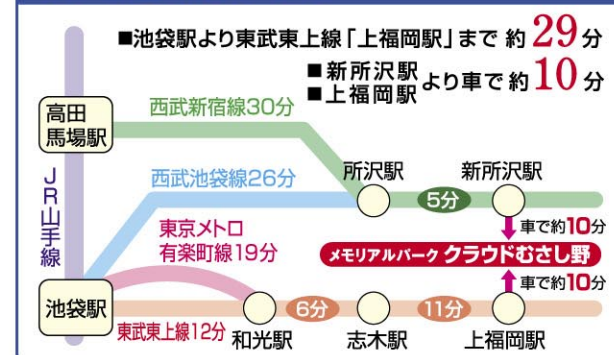 ■池袋駅より東武東上線「上福岡駅」まで 約29分
■新所沢駅
■上福岡駅
より車で約10分
高田
馬場駅
西武新宿線30分
JR山手線
西武池袋線26分
所沢駅
新所沢駅
5分
車で約10分
東京メトロ
有楽町線19分
メモリアルパーク クラウドむさし野
車で約10分
池袋駅
東武東上線12分
和光駅
6分
志木駅
11分
上福岡駅